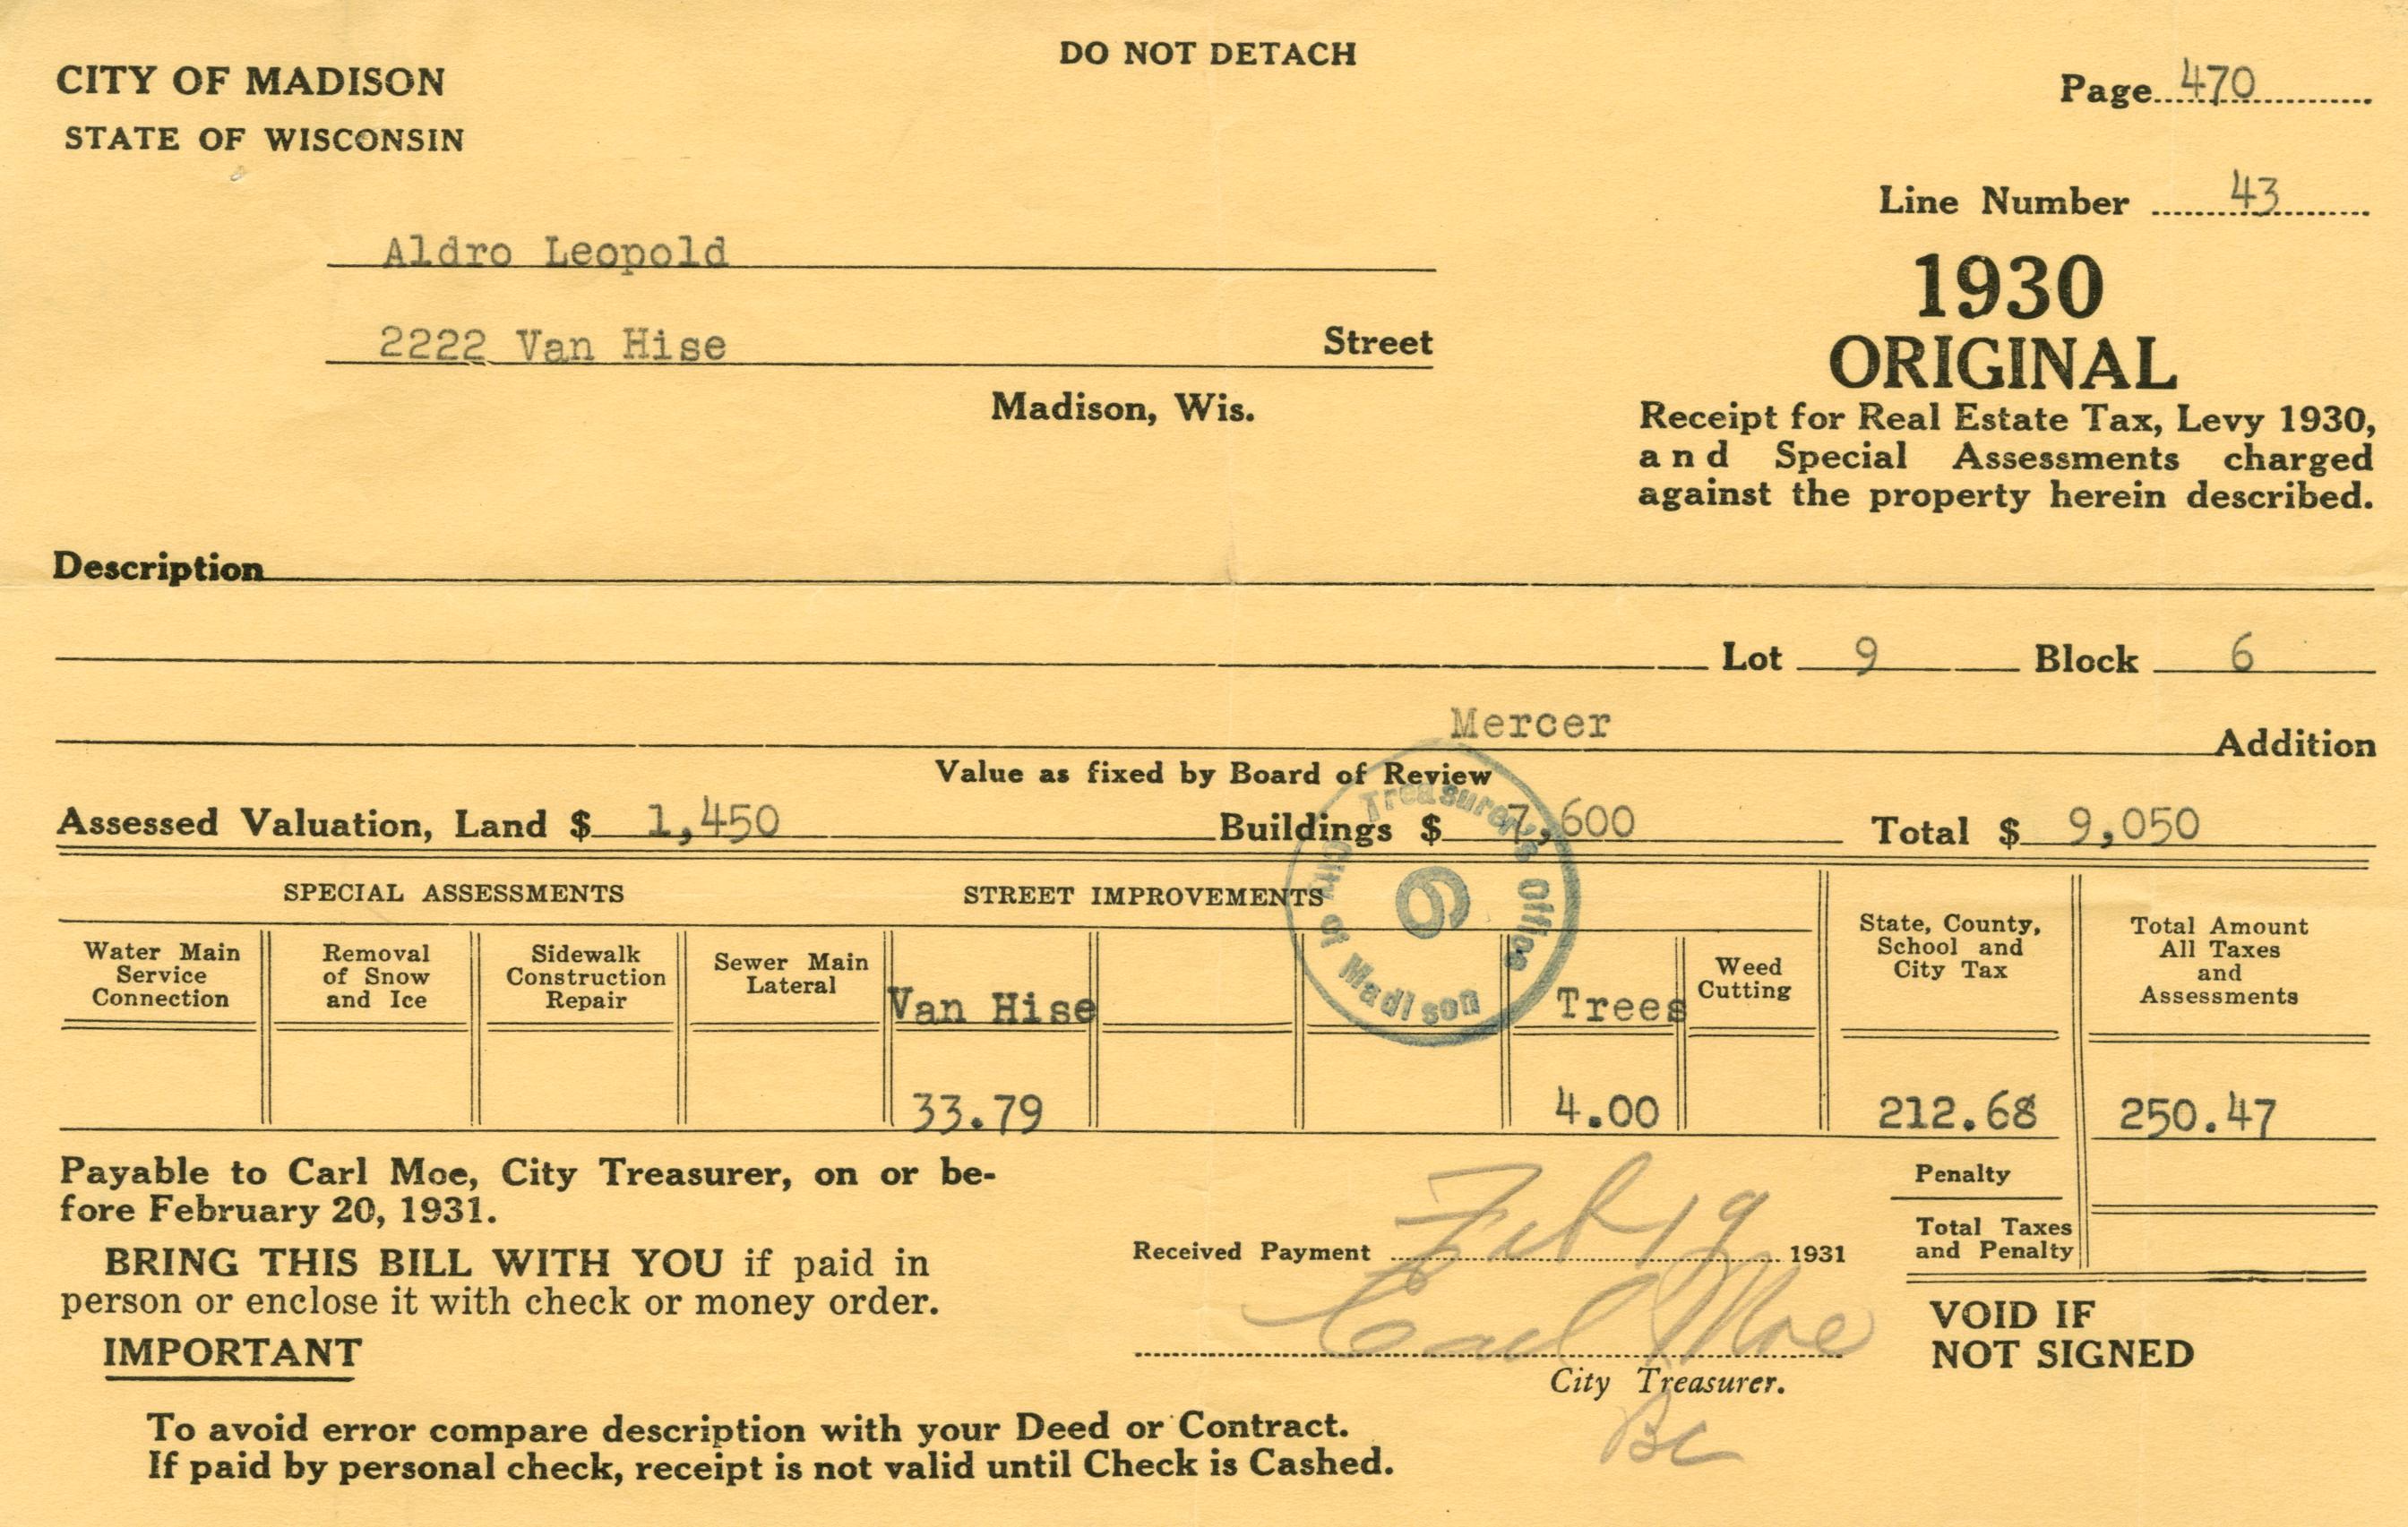 DO NOT DETACH
CITY OF MADISON
STATE OF WISCONSIN
Page 470
Line Number 43
Aldro Leopold
2222 Van Hise Street
Madison, Wis.
1930
ORIGINAL
Receipt for Real Estate Tax, Levy 1930,
and Special Assessments charged
against the property herein described.
Description
Lot 9 Block 6
Mercer Addition
Value as fixed by Board of Review
Assessed Valuation, Land $ 1,450 Buildings $ 7,600 Total $ 9,050
City of Madison Treasurer's Office
6
SPECIAL ASSESSMENTS STREET IMPROVEMENTS
Water Main
Service
Connection
Removal
of Snow
and Ice
Sidewalk
Construction
Repair
Sewer Main
Lateral
Van Hise
Trees
Weed
Cutting
State, County,
School and
City Tax
Total Amount
All Taxes
and
Assessments
33.79 4.00 212.68 250.47
Payable to Carl Moe, City Treasurer, on or be-
fore February 20, 1931.
BRING THIS BILL WITH YOU if paid in
person or enclose it with check or money order.
IMPORTANT
To avoid error compare description with your Deed or Contract.
If paid by personal check, receipt is not valid until Check is Cashed.
Received Payment Feb 19 1931
Carl Moe
City Treasurer.
BC
Penalty
Total Taxes
and Penalty
VOID IF
NOT SIGNED